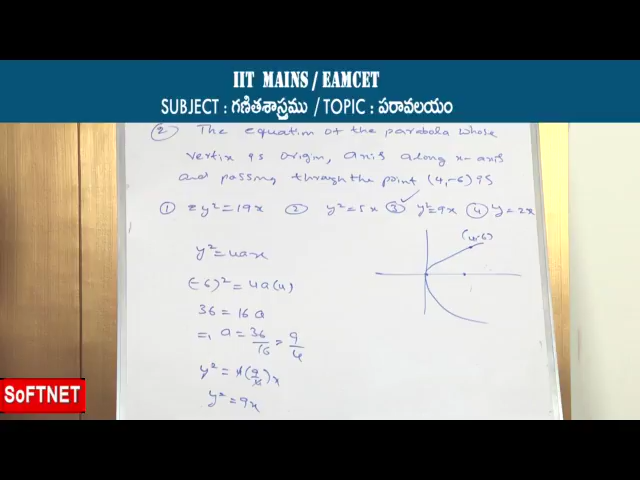 IIT MAINS / EAMCET
SUBJECT : గణితశాస్త్రము / TOPIC : పరావలయం
② The equation of the parabola whose
vertix is origin, axis along x-axis
and passing through the point (4,-6) is
① 2y²=19x ② y²=5x ③ y²=9x ④ y=2x
(4,-6)
y²=4ax
(-6)²=4a(4)
36 = 16a
⇒ a = 36/16 = 9/4
y² = 4(9/4)x
y² = 9x
SoFTNET